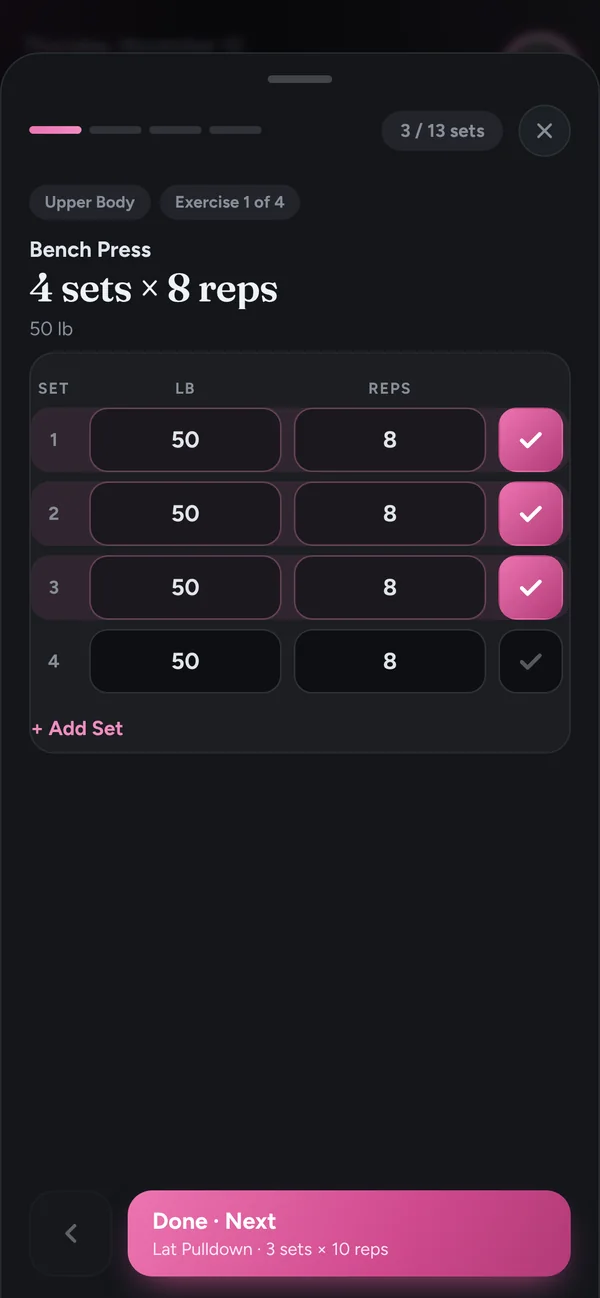 3 / 13 sets
Upper Body
Exercise 1 of 4
Bench Press
4 sets × 8 reps
50 lb
SET LB REPS
1 50 8
2 50 8
3 50 8
4 50 8
+ Add Set
Done · Next
Lat Pulldown · 3 sets × 10 reps